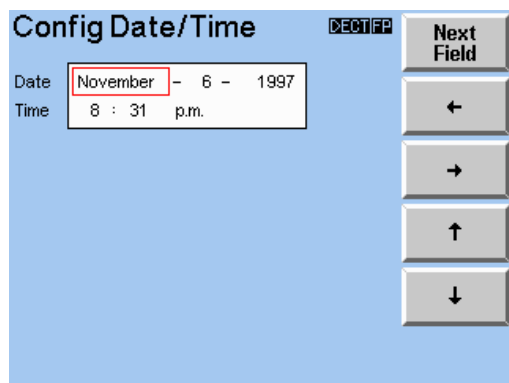 Config Date/Time
DECT FP
Next
Field
Date November - 6 - 1997
Time 8 : 31 p.m.
←
→
↑
↓